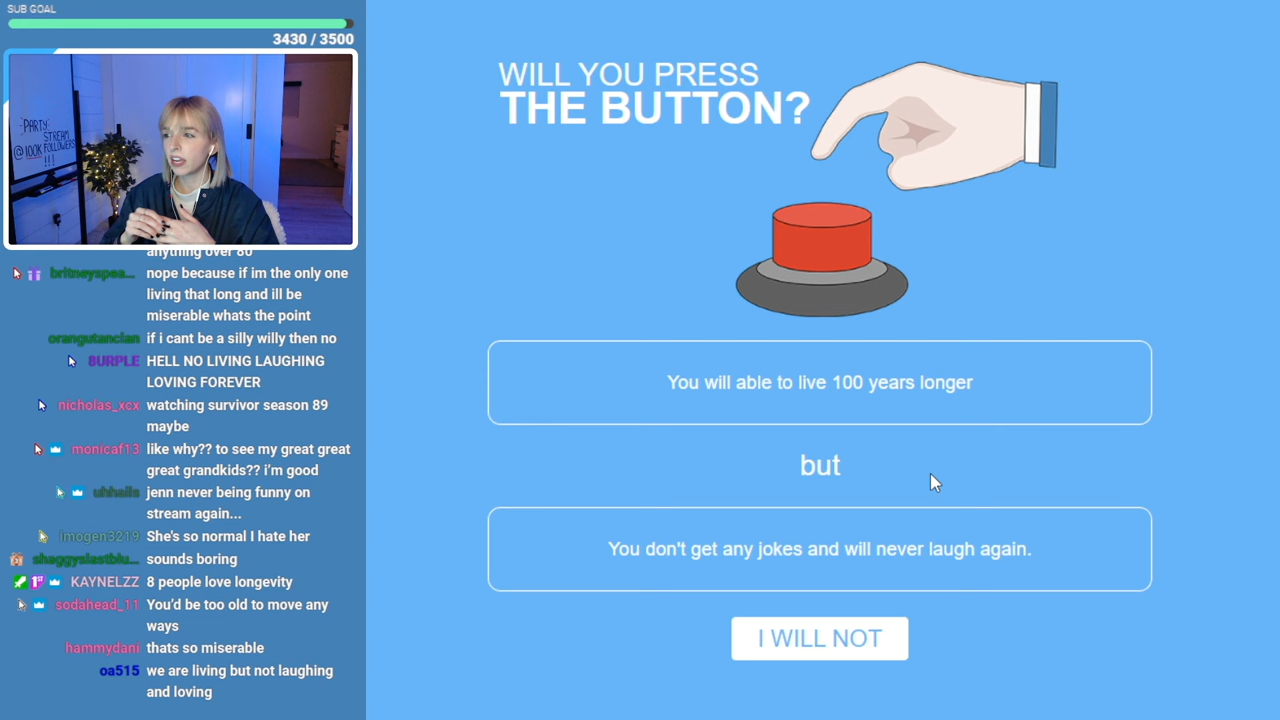 SUB GOAL
3430 / 3500
PARTY
STREAM
@ 100K FOLLOWERS
!!!
anything over 80
britneyspea... nope because if im the only one
living that long and ill be
miserable whats the point
orangutanclan if i cant be a silly willy then no
8URPLE HELL NO LIVING LAUGHING
LOVING FOREVER
nicholas_xcx watching survivor season 89
maybe
monicaf13 like why?? to see my great great
great grandkids?? i'm good
uhhails jenn never being funny on
stream again...
imogen3219 She's so normal I hate her
shaggyslastblu... sounds boring
KAYNELZZ 8 people love longevity
sodahead_11 You'd be too old to move any
ways
hammydani thats so miserable
oa515 we are living but not laughing
and loving
WILL YOU PRESS
THE BUTTON?
You will able to live 100 years longer
but
You don't get any jokes and will never laugh again.
I WILL NOT